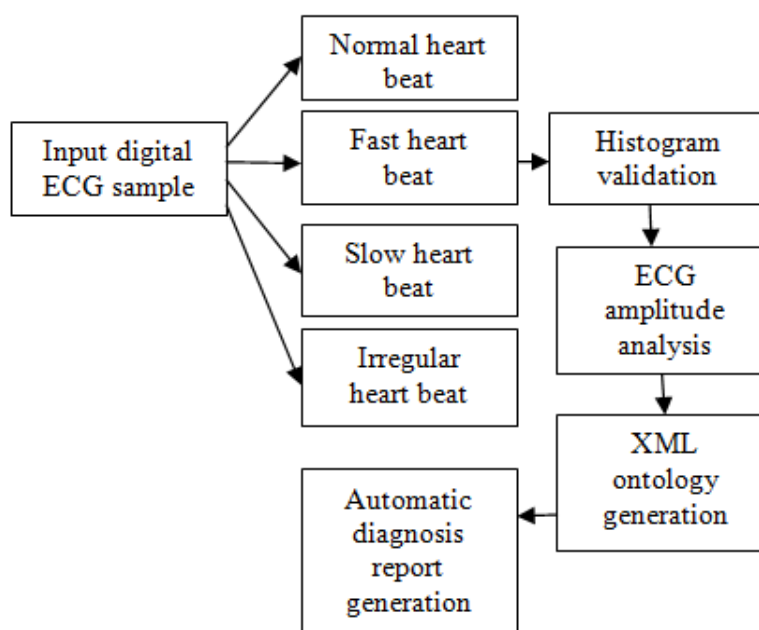 Normal heart
beat
Input digital
ECG sample
Fast heart
beat
Histogram
validation
Slow heart
beat
ECG
amplitude
analysis
Irregular
heart beat
XML
ontology
generation
Automatic
diagnosis
report
generation